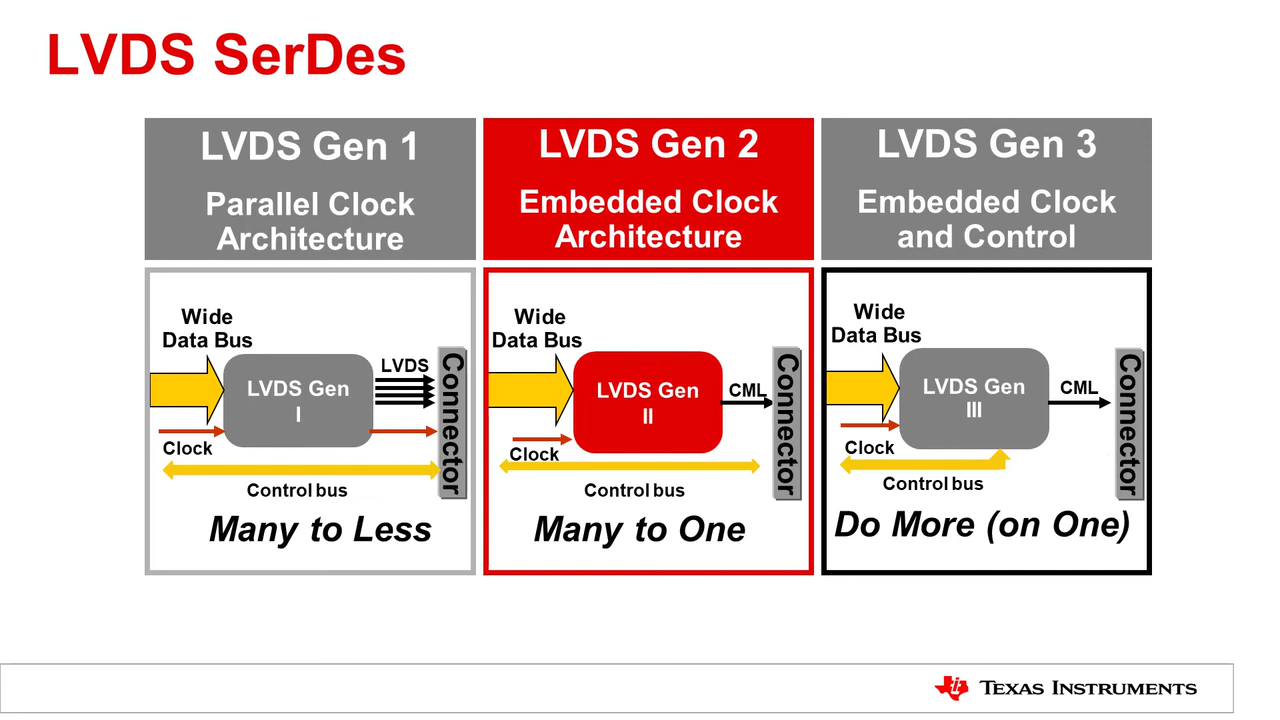 LVDS SerDes
LVDS Gen 1
Parallel Clock
Architecture
LVDS Gen 2
Embedded Clock
Architecture
LVDS Gen 3
Embedded Clock
and Control
Wide
Data Bus
LVDS Gen
I
LVDS
Connector
Clock
Control bus
Many to Less
Wide
Data Bus
LVDS Gen
II
CML
Connector
Clock
Control bus
Many to One
Wide
Data Bus
LVDS Gen
III
CML
Connector
Clock
Control bus
Do More (on One)
TEXAS INSTRUMENTS